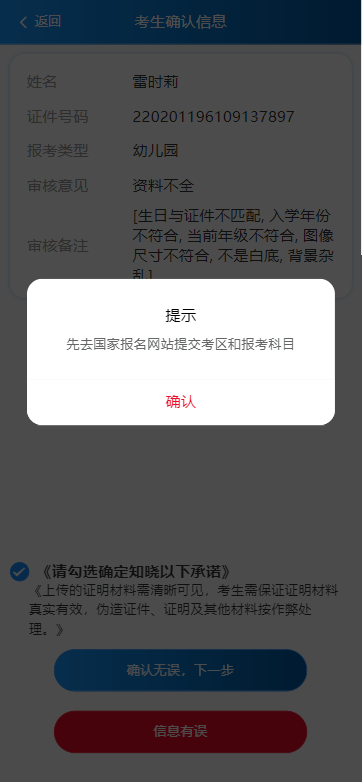 返回
考生确认信息
姓名 雷时莉
证件号码 220201196109137897
报考类型 幼儿园
审核意见 资料不全
审核备注 [生日与证件不匹配, 入学年份
不符合, 当前年级不符合, 图像
尺寸不符合, 不是白底, 背景杂
乱]
提示
先去国家报名网站提交考区和报考科目
确认
《请勾选确定知晓以下承诺》
《上传的证明材料需清晰可见，考生需保证证明材料
真实有效，伪造证件、证明及其他材料按作弊处
理。》
确认无误，下一步
信息有误